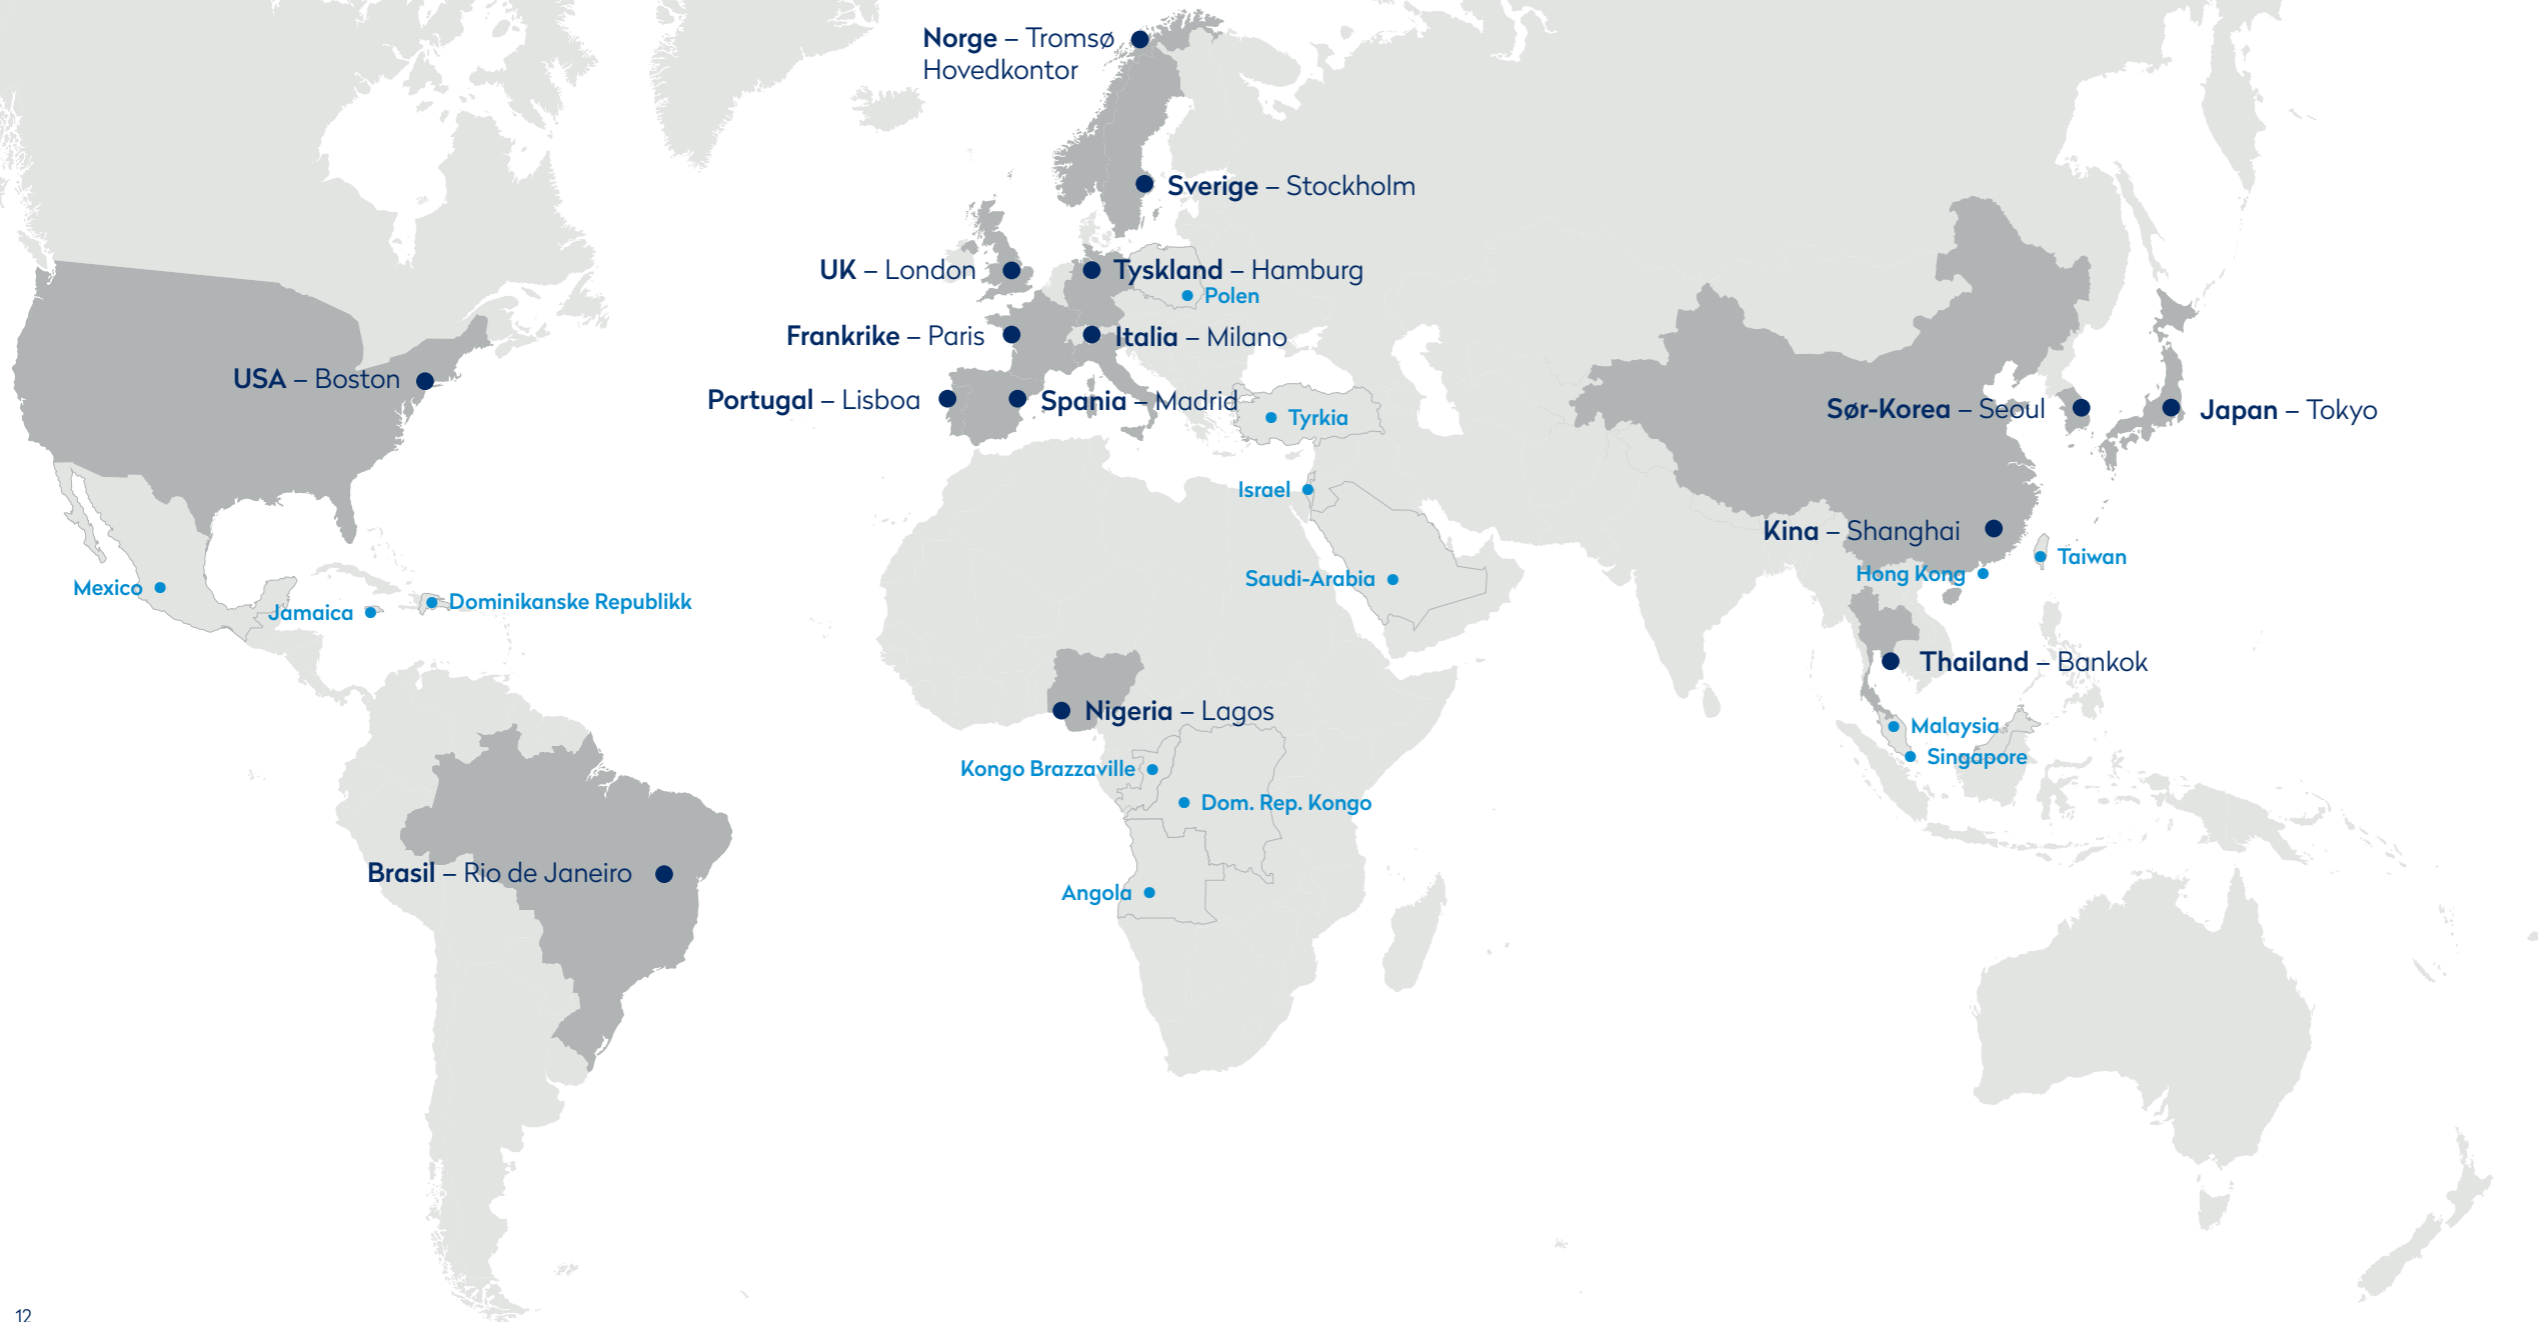 Norge – Tromsø
Hovedkontor
Sverige – Stockholm
UK – London
Tyskland – Hamburg
Polen
Frankrike – Paris
Italia – Milano
USA – Boston
Portugal – Lisboa
Spania – Madrid
Tyrkia
Sør-Korea – Seoul
Japan – Tokyo
Israel
Kina – Shanghai
Taiwan
Hong Kong
Saudi-Arabia
Mexico
Jamaica
Dominikanske Republikk
Thailand – Bankok
Nigeria – Lagos
Malaysia
Singapore
Kongo Brazzaville
Dom. Rep. Kongo
Brasil – Rio de Janeiro
Angola
12